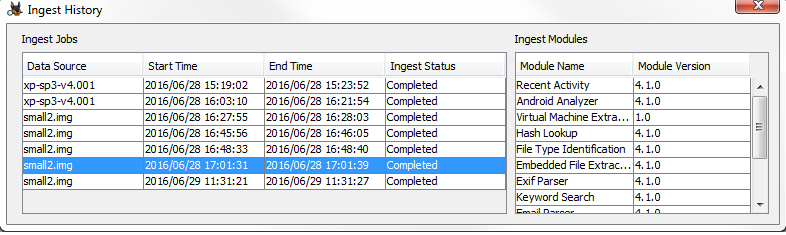 Ingest History
Ingest Jobs
Data Source Start Time End Time Ingest Status
xp-sp3-v4.001 2016/06/28 15:19:02 2016/06/28 15:23:52 Completed
xp-sp3-v4.001 2016/06/28 16:03:10 2016/06/28 16:21:54 Completed
small2.img 2016/06/28 16:27:55 2016/06/28 16:28:03 Completed
small2.img 2016/06/28 16:45:56 2016/06/28 16:46:05 Completed
small2.img 2016/06/28 16:48:33 2016/06/28 16:48:40 Completed
small2.img 2016/06/28 17:01:31 2016/06/28 17:01:39 Completed
small2.img 2016/06/29 11:31:21 2016/06/29 11:31:27 Completed
Ingest Modules
Module Name Module Version
Recent Activity 4.1.0
Android Analyzer 4.1.0
Virtual Machine Extra... 1.0
Hash Lookup 4.1.0
File Type Identification 4.1.0
Embedded File Extrac... 4.1.0
Exif Parser 4.1.0
Keyword Search 4.1.0
Email Parser 4.1.0